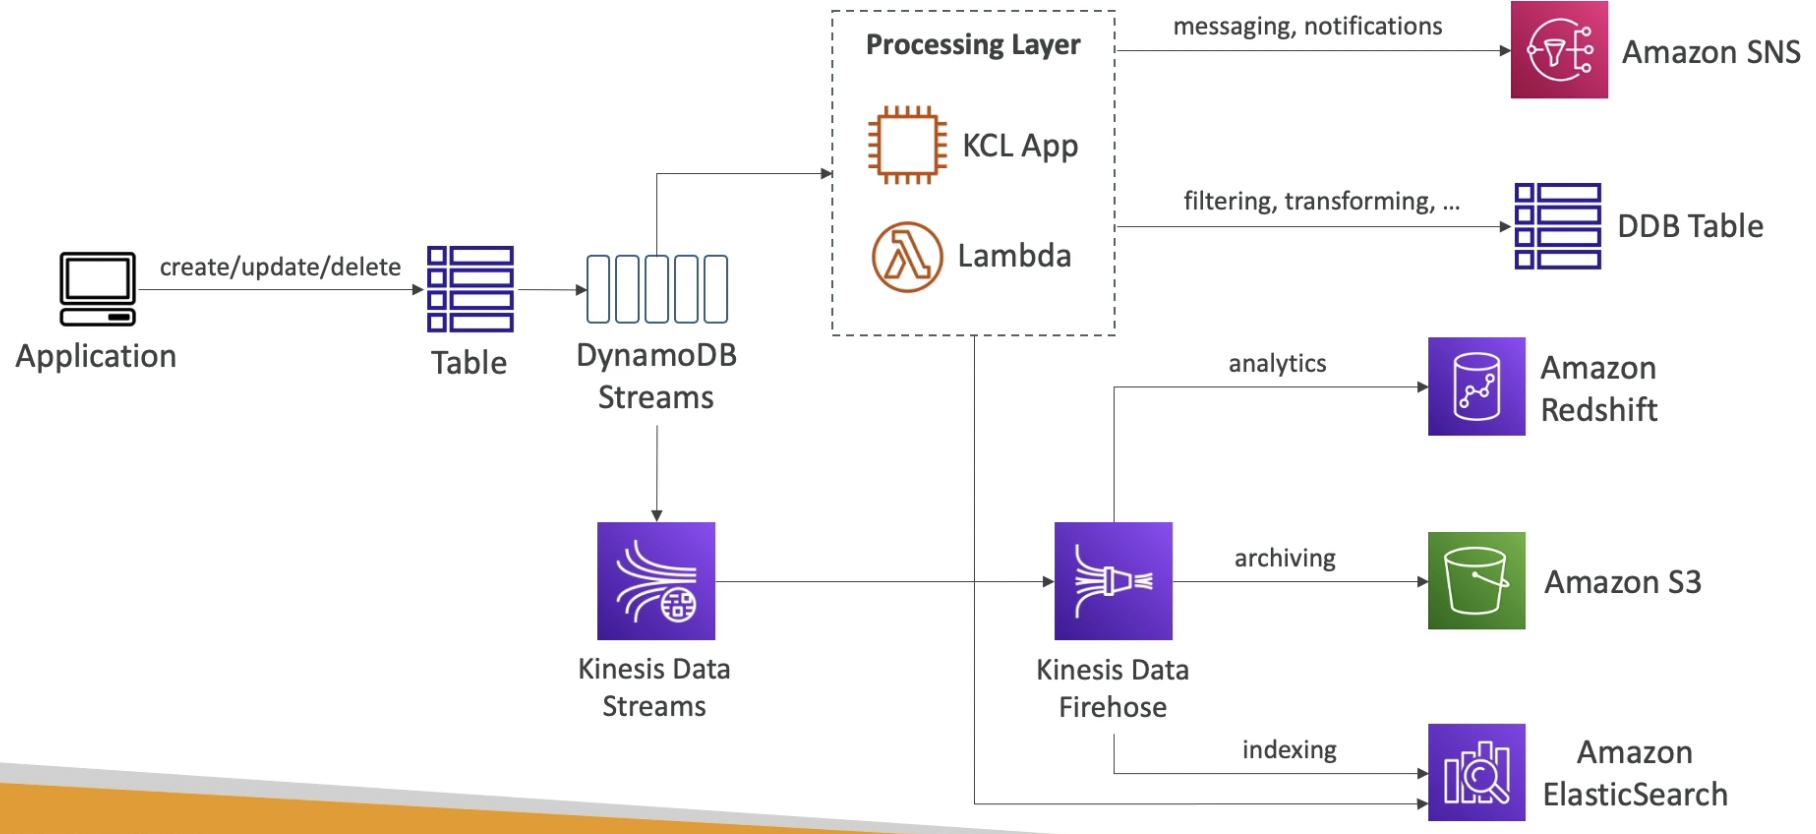 Processing Layer
messaging, notifications
Amazon SNS
KCL App
filtering, transforming, ...
DDB Table
Lambda
create/update/delete
Application
Table
DynamoDB
Streams
analytics
Amazon
Redshift
archiving
Amazon S3
Kinesis Data
Streams
Kinesis Data
Firehose
indexing
Amazon
ElasticSearch